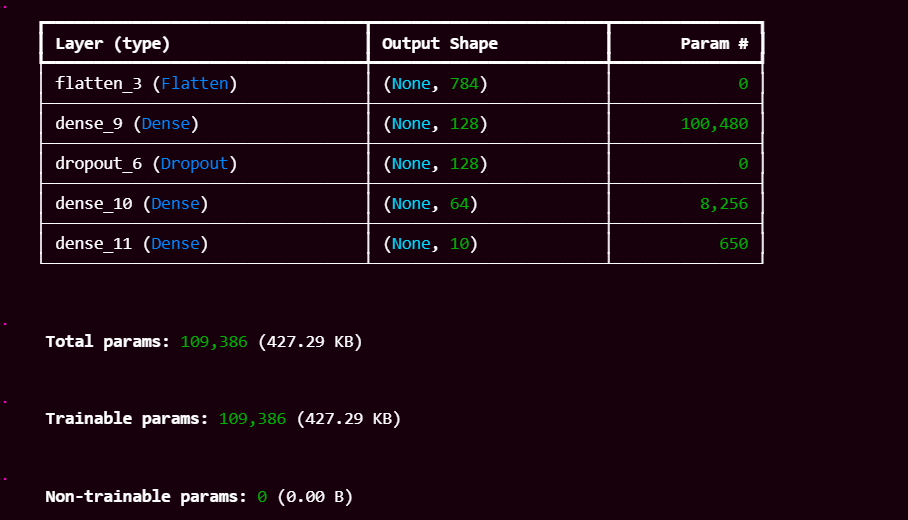 Layer (type) Output Shape Param #
flatten_3 (Flatten) (None, 784) 0
dense_9 (Dense) (None, 128) 100,480
dropout_6 (Dropout) (None, 128) 0
dense_10 (Dense) (None, 64) 8,256
dense_11 (Dense) (None, 10) 650
Total params: 109,386 (427.29 KB)
Trainable params: 109,386 (427.29 KB)
Non-trainable params: 0 (0.00 B)